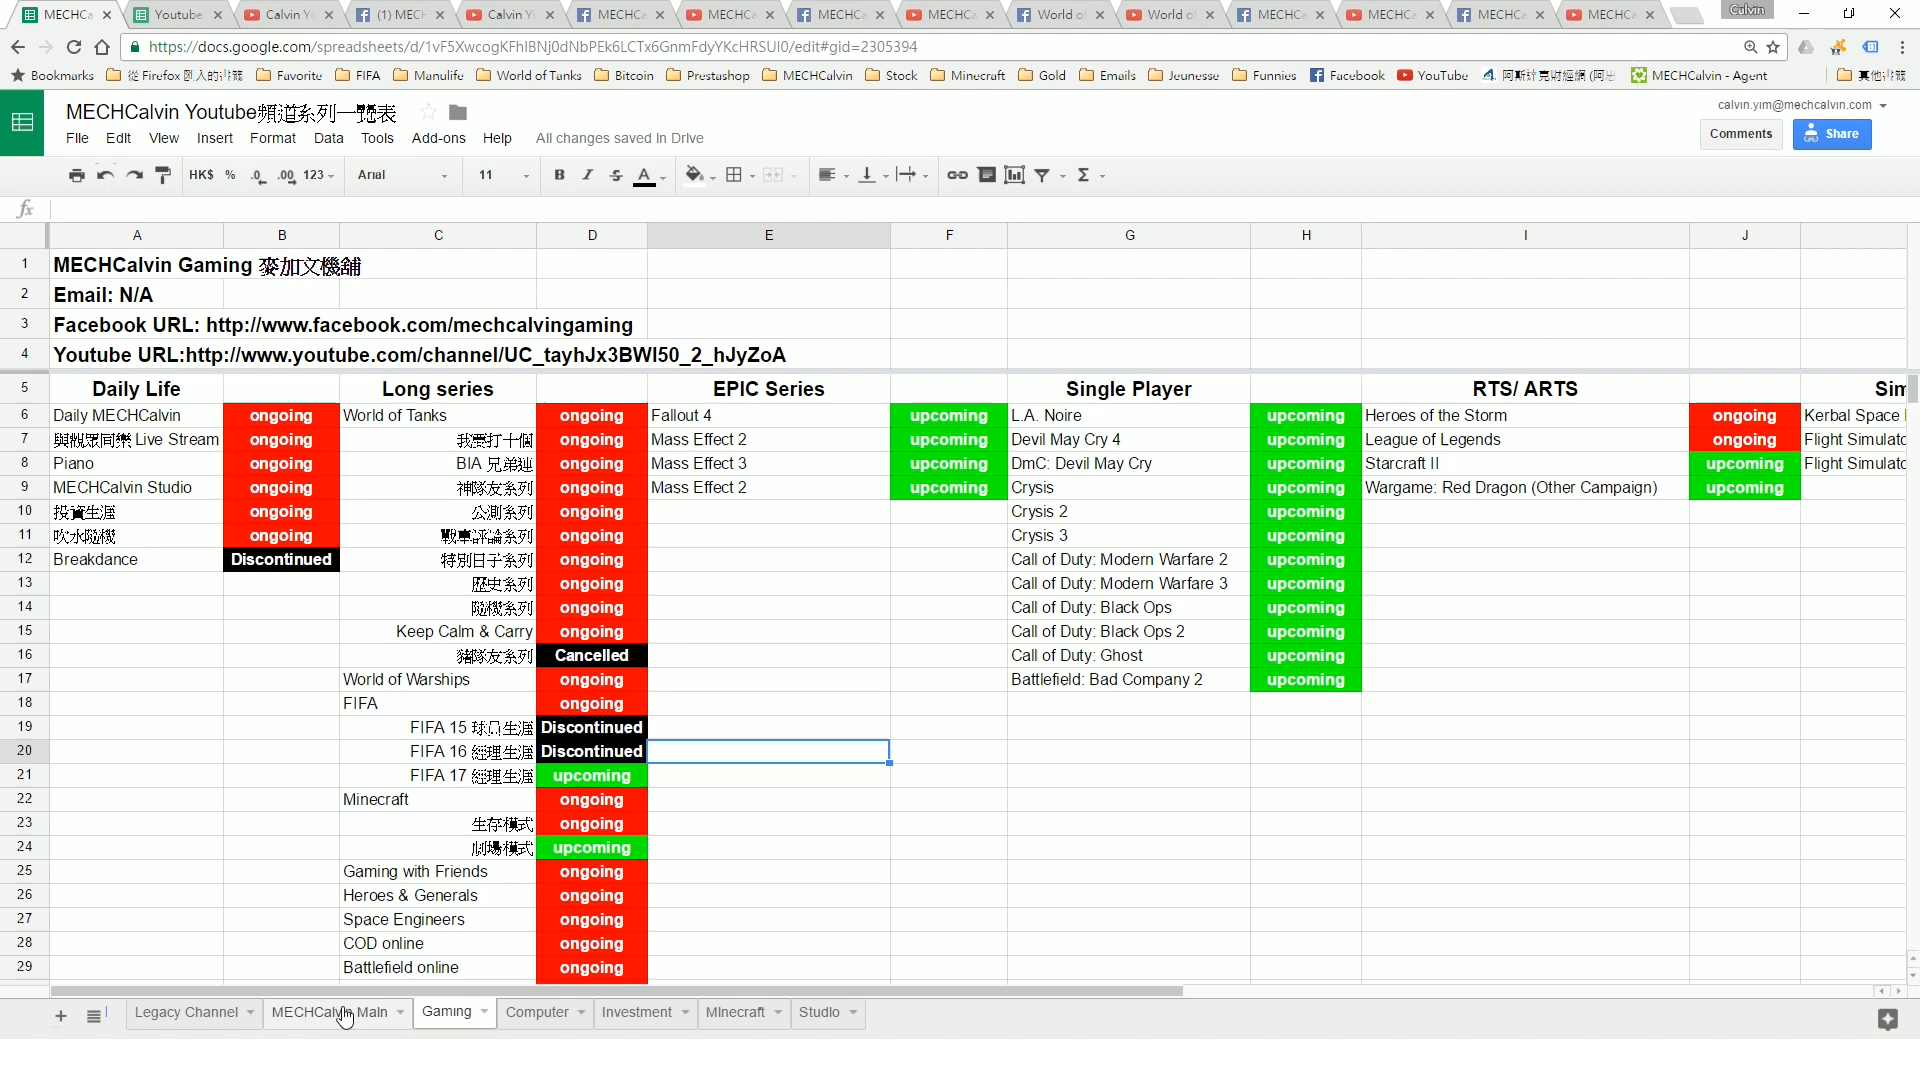 MECHCa Youtube Calvin Yi (1) MECH Calvin Yi MECHCa MECHCa MECHCa MECHCa World of World of MECHCa MECHCa MECHCa MECHCa Calvin
https://docs.google.com/spreadsheets/d/1vF5XwcogKFhIBNj0dNbPEk6LCTx6GnmFdyYKcHRSUI0/edit#gid=2305394
Bookmarks 從 Firefox 匯入的書籤 Favorite FIFA Manulife World of Tanks Bitcoin Prestashop MECHCalvin Stock Minecraft Gold Emails Jeunesse Funnies Facebook YouTube 阿斯達克財經網 (阿 MECHCalvin - Agent 其他書籤
MECHCalvin Youtube頻道系列一覽表
calvin.yim@mechcalvin.com
File Edit View Insert Format Data Tools Add-ons Help All changes saved in Drive
Comments Share
HK$ % .0 .00 123 Arial 11 B I S A
fx
A B C D E F G H I J
1 MECHCalvin Gaming 麥加文機舖
2 Email: N/A
3 Facebook URL: http://www.facebook.com/mechcalvingaming
4 Youtube URL:http://www.youtube.com/channel/UC_tayhJx3BWI50_2_hJyZoA
5 Daily Life Long series EPIC Series Single Player RTS/ ARTS Sim
6 Daily MECHCalvin ongoing World of Tanks ongoing Fallout 4 upcoming L.A. Noire upcoming Heroes of the Storm ongoing Kerbal Space
7 與觀眾同樂 Live Stream ongoing 我要打十個 ongoing Mass Effect 2 upcoming Devil May Cry 4 upcoming League of Legends ongoing Flight Simulato
8 Piano ongoing BIA 兄弟連 ongoing Mass Effect 3 upcoming DmC: Devil May Cry upcoming Starcraft II upcoming Flight Simulato
9 MECHCalvin Studio ongoing 神隊友系列 ongoing Mass Effect 2 upcoming Crysis upcoming Wargame: Red Dragon (Other Campaign) upcoming
10 投資生涯 ongoing 公測系列 ongoing Crysis 2 upcoming
11 吹水隨機 ongoing 戰車評論系列 ongoing Crysis 3 upcoming
12 Breakdance Discontinued 特別日子系列 ongoing Call of Duty: Modern Warfare 2 upcoming
13 歷史系列 ongoing Call of Duty: Modern Warfare 3 upcoming
14 隨機系列 ongoing Call of Duty: Black Ops upcoming
15 Keep Calm & Carry ongoing Call of Duty: Black Ops 2 upcoming
16 豬隊友系列 Cancelled Call of Duty: Ghost upcoming
17 World of Warships ongoing Battlefield: Bad Company 2 upcoming
18 FIFA ongoing
19 FIFA 15 球員生涯 Discontinued
20 FIFA 16 經理生涯 Discontinued
21 FIFA 17 經理生涯 upcoming
22 Minecraft ongoing
23 生存模式 ongoing
24 劇場模式 upcoming
25 Gaming with Friends ongoing
26 Heroes & Generals ongoing
27 Space Engineers ongoing
28 COD online ongoing
29 Battlefield online ongoing
Legacy Channel MECHCalvin Main Gaming Computer Investment Minecraft Studio